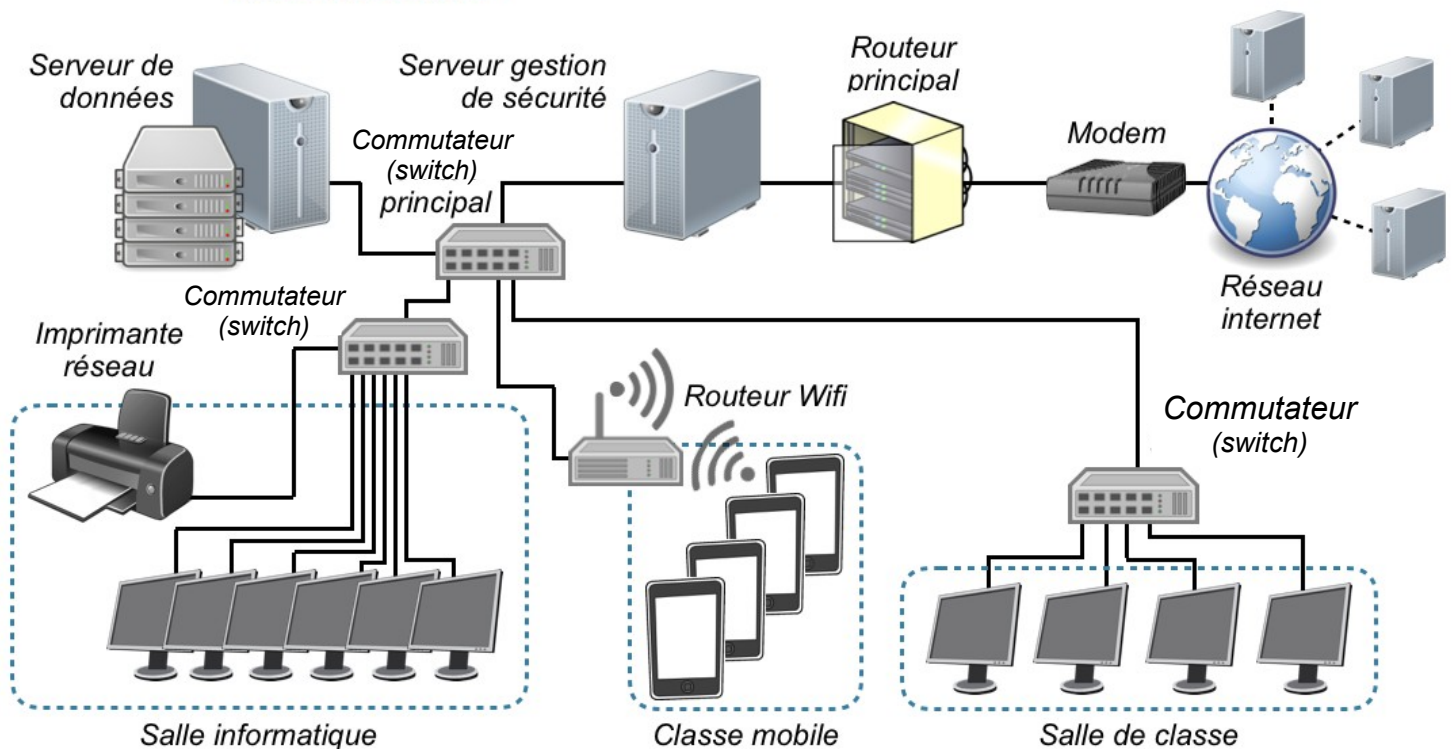 Serveur de
données
Serveur gestion
de sécurité
Routeur
principal
Commutateur
(switch)
principal
Modem
Réseau
internet
Commutateur
(switch)
Imprimante
réseau
Routeur Wifi
Commutateur
(switch)
Salle informatique
Classe mobile
Salle de classe